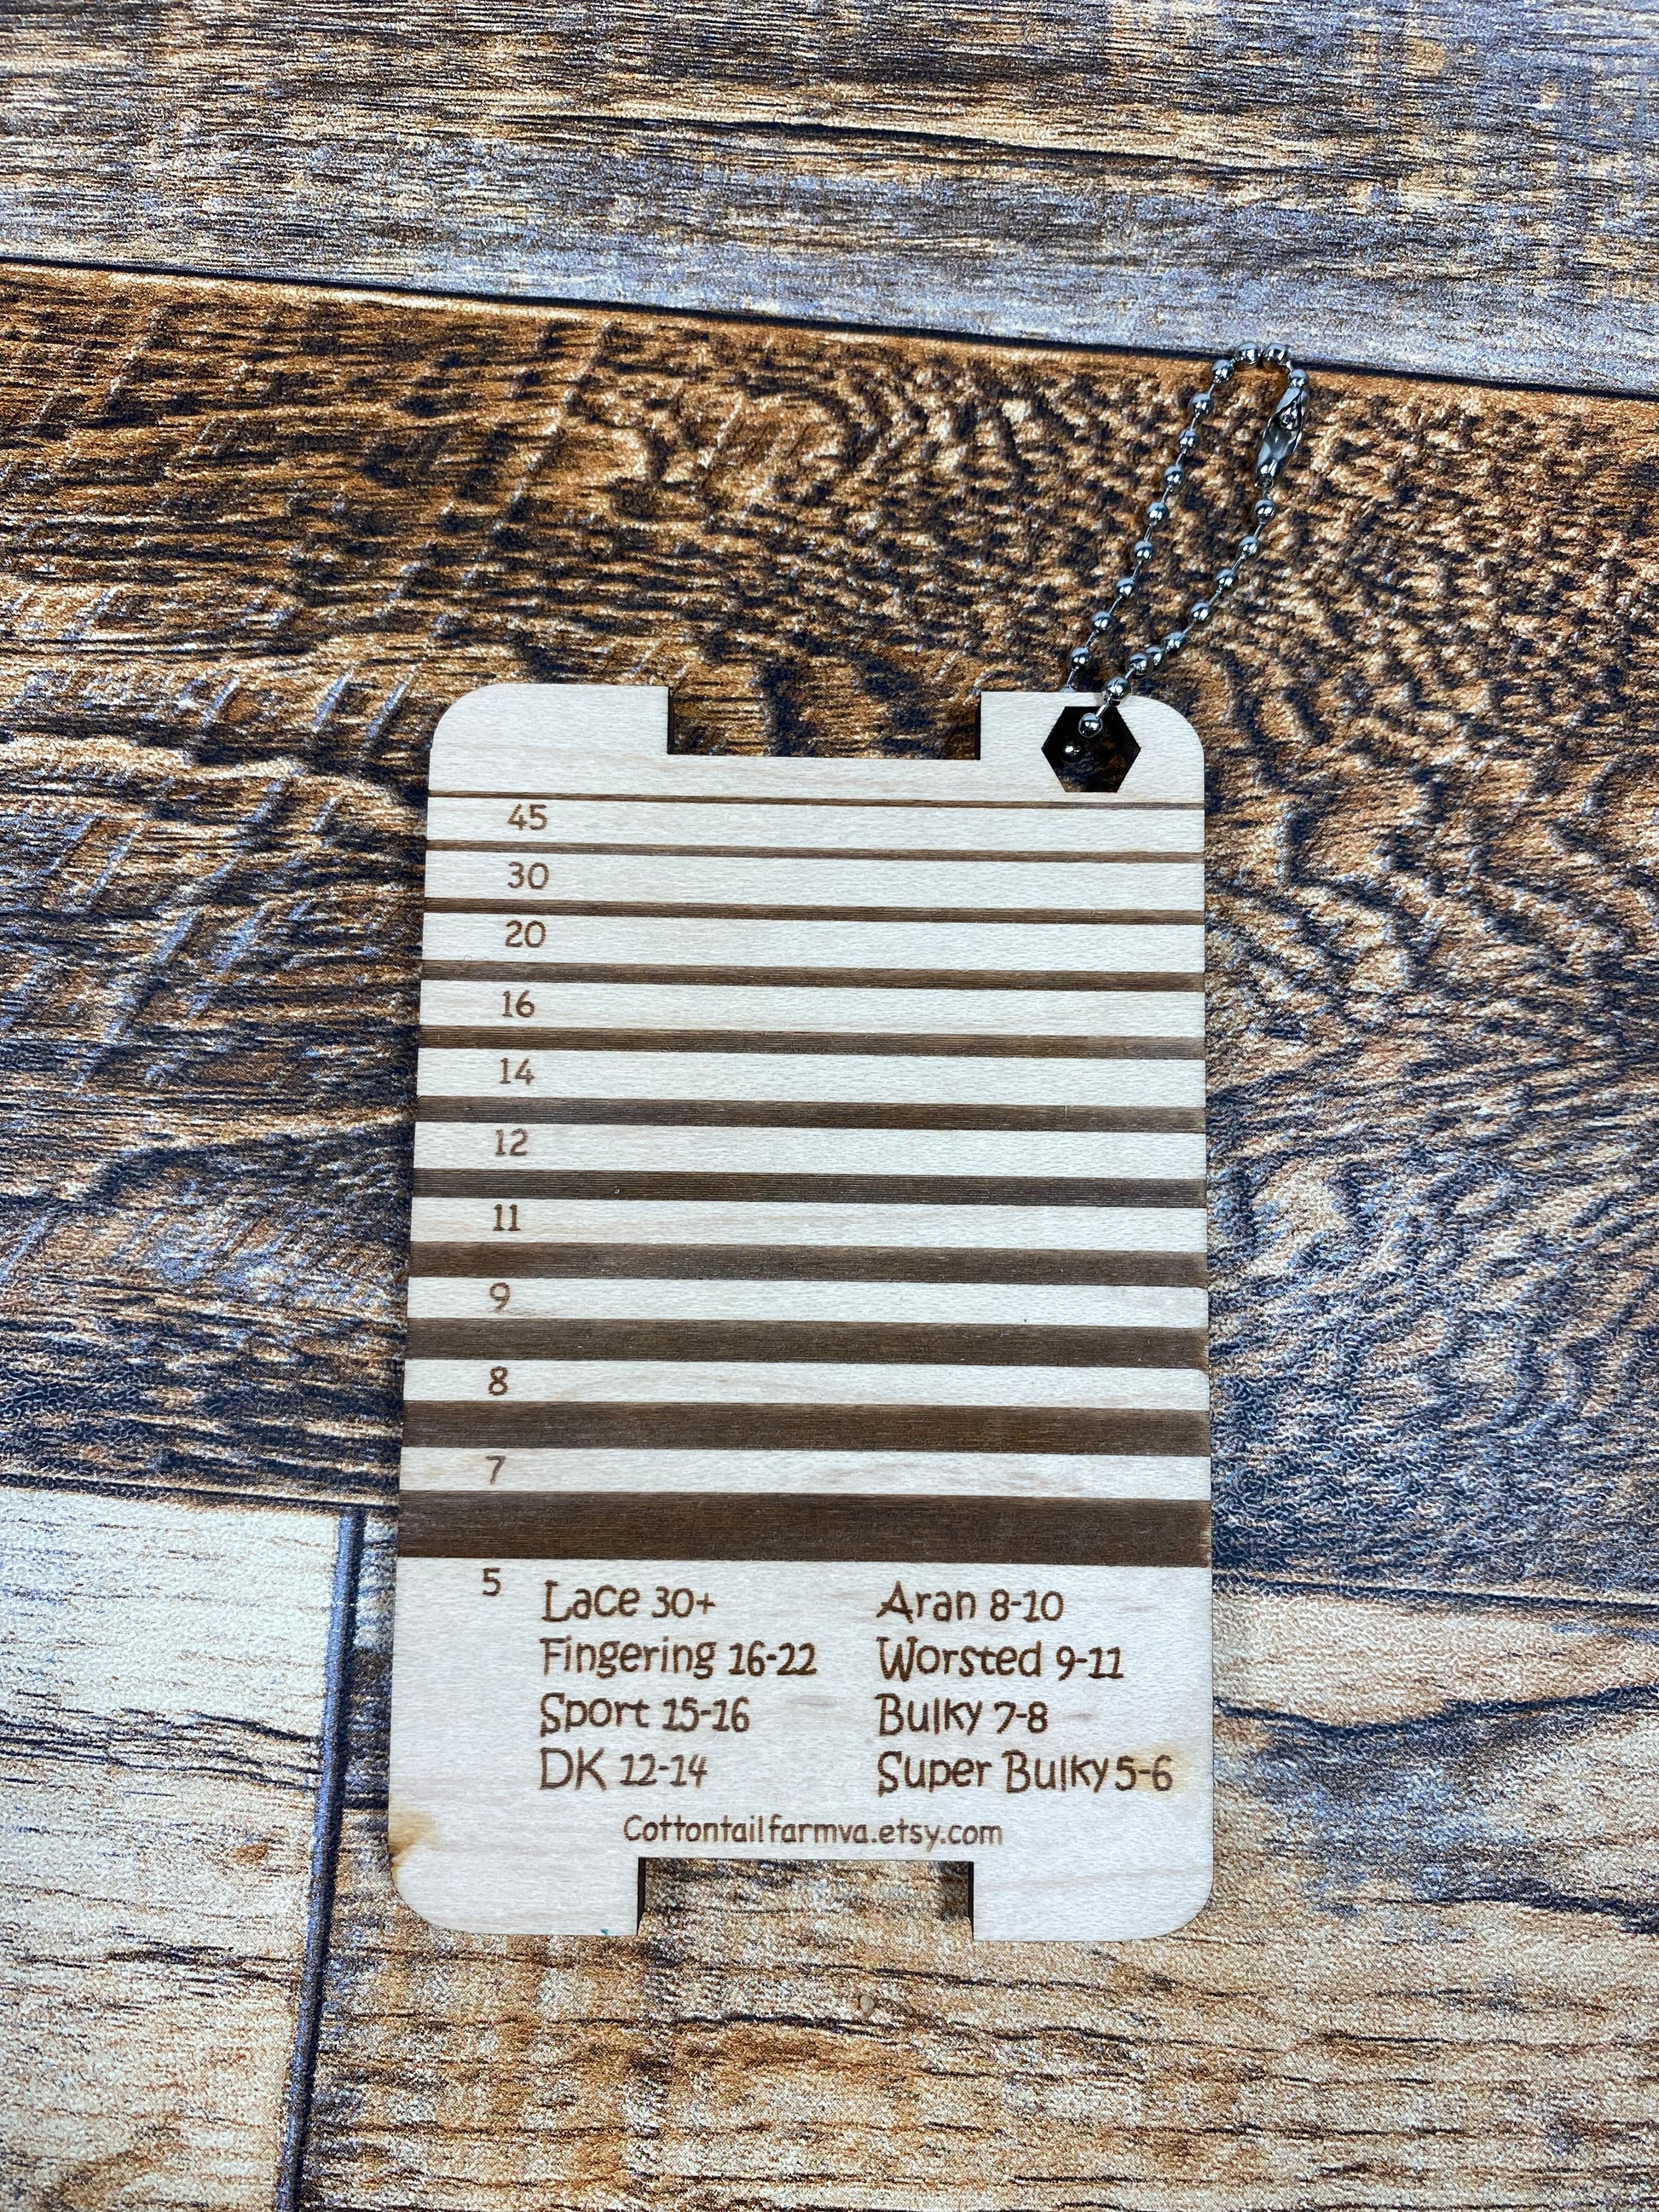 45
30
20
16
14
12
11
9
8
7
5
Lace 30+
Fingering 16-22
Sport 15-16
DK 12-14
Aran 8-10
Worsted 9-11
Bulky 7-8
Super Bulky 5-6
Cottontailfarmva.etsy.com